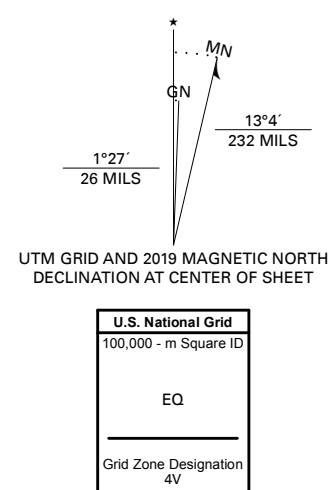 ★
MN
GN
13°4´
232 MILS
1°27´
26 MILS
UTM GRID AND 2019 MAGNETIC NORTH
DECLINATION AT CENTER OF SHEET
U.S. National Grid
100,000 - m Square ID
EQ
Grid Zone Designation
4V